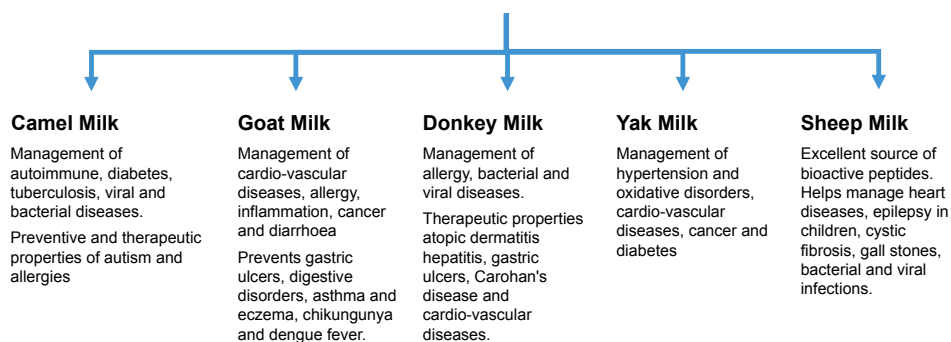 Camel Milk
Management of
autoimmune, diabetes,
tuberculosis, viral and
bacterial diseases.
Preventive and therapeutic
properties of autism and
allergies
Goat Milk
Management of
cardio-vascular
diseases, allergy,
inflammation, cancer
and diarrhoea
Prevents gastric
ulcers, digestive
disorders, asthma and
eczema, chikungunya
and dengue fever.
Donkey Milk
Management of
allergy, bacterial and
viral diseases.
Therapeutic properties
atopic dermatitis
hepatitis, gastric
ulcers, Carohan's
disease and
cardio-vascular
diseases.
Yak Milk
Management of
hypertension and
oxidative disorders,
cardio-vascular
diseases, cancer and
diabetes
Sheep Milk
Excellent source of
bioactive peptides.
Helps manage heart
diseases, epilepsy in
children, cystic
fibrosis, gall stones,
bacterial and viral
infections.